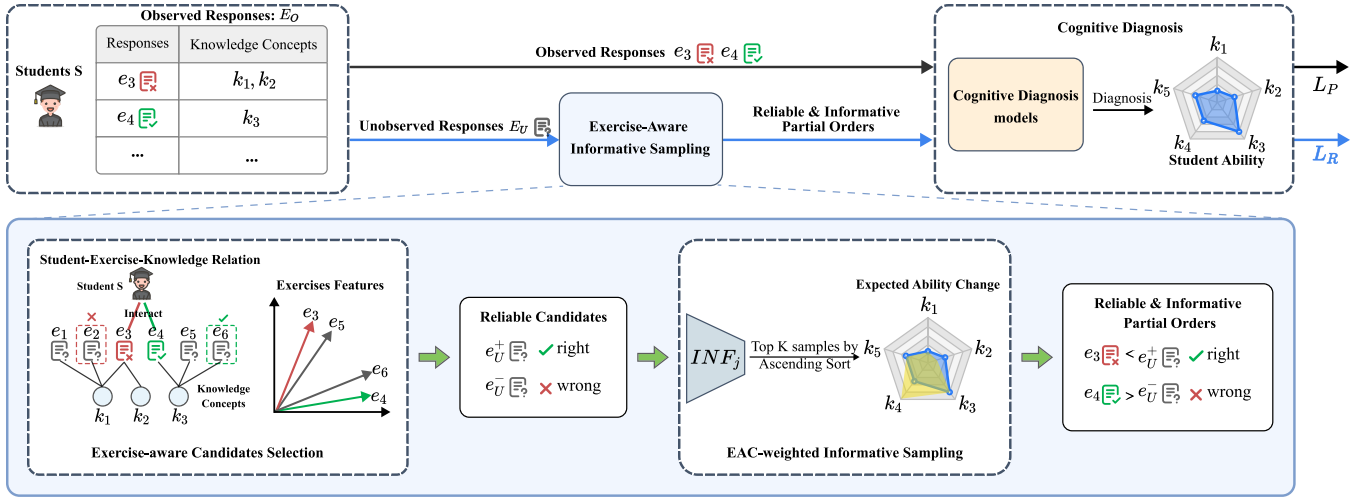 Observed Responses: E_O
Students S
Responses Knowledge Concepts
e_3 k_1, k_2
e_4 k_3
... ...
Observed Responses e_3 e_4
Unobserved Responses E_U
Exercise-Aware
Informative Sampling
Reliable & Informative
Partial Orders
Cognitive Diagnosis
Cognitive Diagnosis
models
Diagnosis
k_1
k_2
k_3
k_4
k_5
Student Ability
L_P
L_R
Student-Exercise-Knowledge Relation
Student S
Interact
e_1 e_2 e_3 e_4 e_5 e_6
Knowledge
Concepts
k_1 k_2 k_3
Exercises Features
e_3
e_5
e_6
e_4
Exercise-aware Candidates Selection
Reliable Candidates
e_U^+ right
e_U^- wrong
INF_j
Top K samples by
Ascending Sort
Expected Ability Change
k_1
k_2
k_3
k_4
k_5
EAC-weighted Informative Sampling
Reliable & Informative
Partial Orders
e_3 < e_U^+ right
e_4 > e_U^- wrong